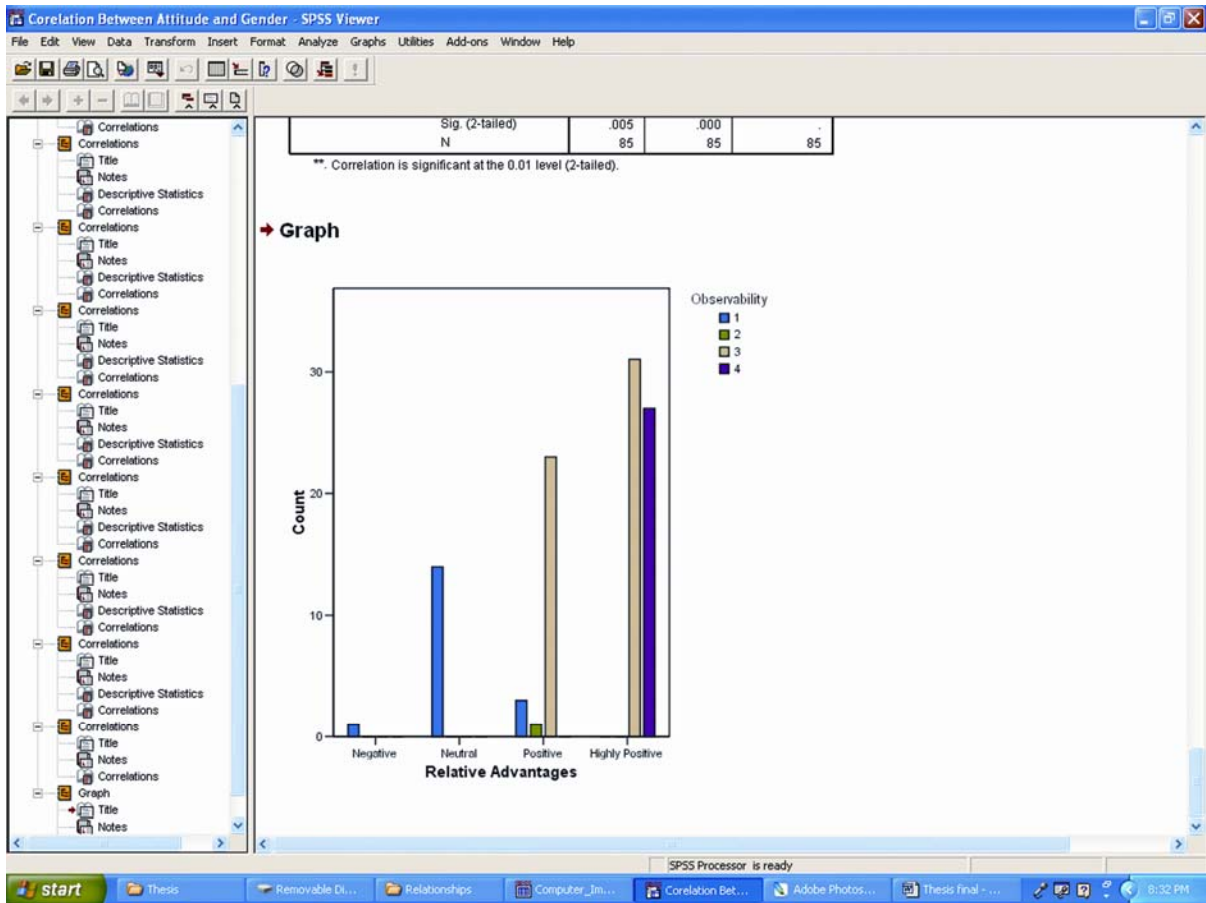 Corelation Between Attitude and Gender - SPSS Viewer
File Edit View Data Transform Insert Format Analyze Graphs Utilities Add-ons Window Help
Correlations
Correlations
Title
Notes
Descriptive Statistics
Correlations
Correlations
Title
Notes
Descriptive Statistics
Correlations
Correlations
Title
Notes
Descriptive Statistics
Correlations
Correlations
Title
Notes
Descriptive Statistics
Correlations
Correlations
Title
Notes
Descriptive Statistics
Correlations
Correlations
Title
Notes
Descriptive Statistics
Correlations
Correlations
Title
Notes
Descriptive Statistics
Correlations
Correlations
Title
Notes
Correlations
Graph
Title
Notes
Sig. (2-tailed) .005 .000 .
N 85 85 85
**. Correlation is significant at the 0.01 level (2-tailed).
Graph
Observability
1
2
3
4
30
20
10
0
Count
Negative Neutral Positive Highly Positive
Relative Advantages
SPSS Processor is ready
start Thesis Removable Di... Relationships Computer_Im... Corelation Bet... Adobe Photos... Thesis final - ... 8:32 PM